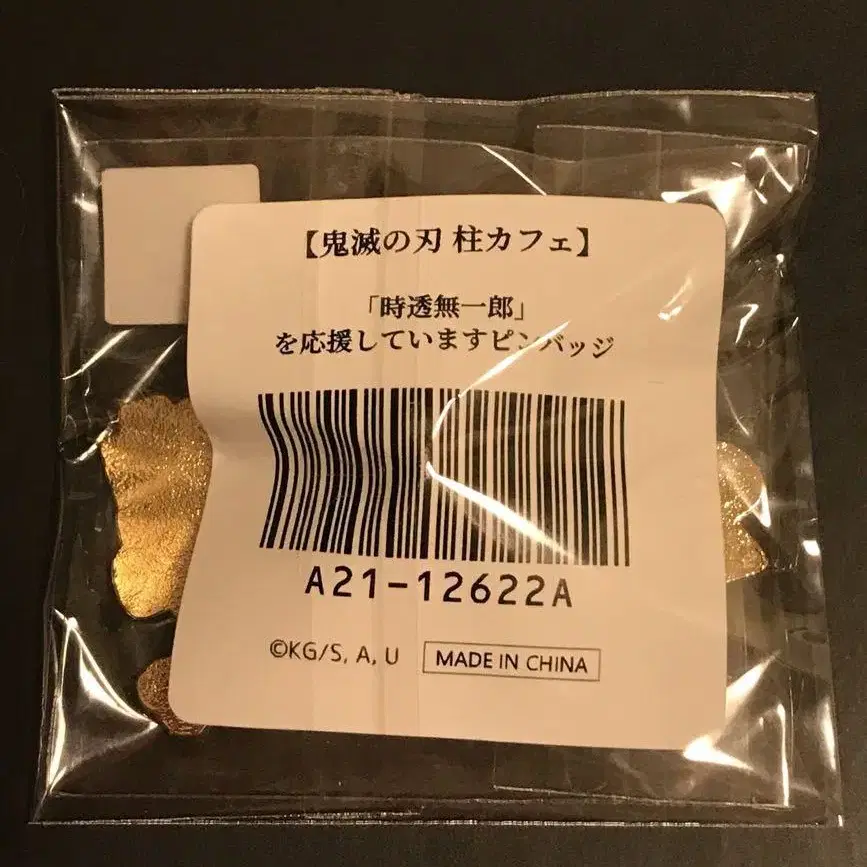 【鬼滅の刃 柱カフェ】
「時透無一郎」
を応援していますピンバッジ
A21-12622A
©KG/S, A, U
MADE IN CHINA